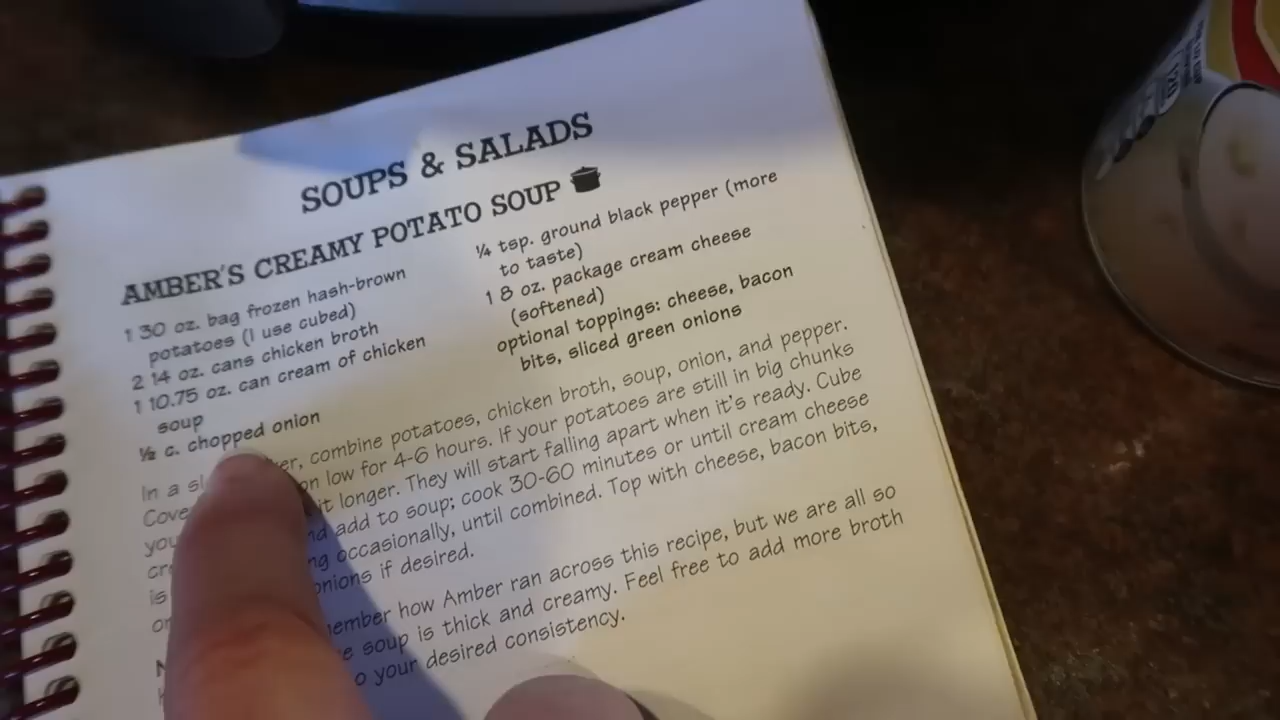 SOUPS & SALADS
AMBER'S CREAMY POTATO SOUP
1 30 oz. bag frozen hash-brown
potatoes (I use cubed)
2 14 oz. cans chicken broth
1 10.75 oz. can cream of chicken
soup
½ c. chopped onion
¼ tsp. ground black pepper (more
to taste)
1 8 oz. package cream cheese
(softened)
optional toppings: cheese, bacon
bits, sliced green onions
In a combine potatoes, chicken broth, soup, onion, and pepper.
on low for 4-6 hours. If your potatoes are still in big chunks
it longer. They will start falling apart when it's ready. Cube
add to soup; cook 30-60 minutes or until cream cheese
is occasionally, until combined. Top with cheese, bacon bits,
if desired.
how Amber ran across this recipe, but we are all so
soup is thick and creamy. Feel free to add more broth
your desired consistency.